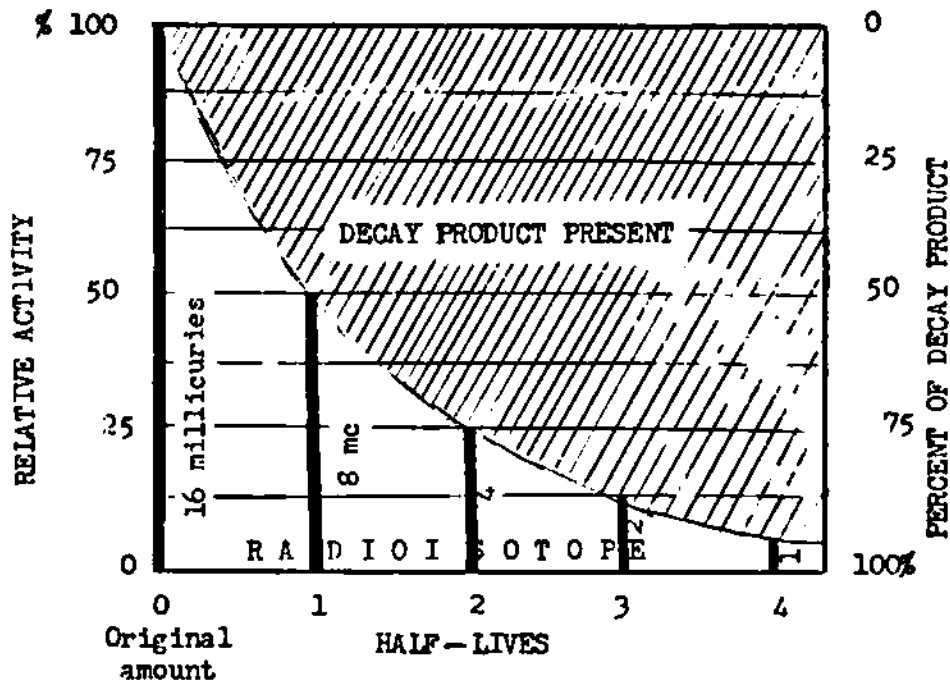 % 100
0
75
25
RELATIVE ACTIVITY
DECAY PRODUCT PRESENT
PERCENT OF DECAY PRODUCT
50
50
16 millicuries
8 mc
25
75
4
2
1
RADIOISOTOPE
0
100%
0
1
2
3
4
Original
amount
HALF-LIVES